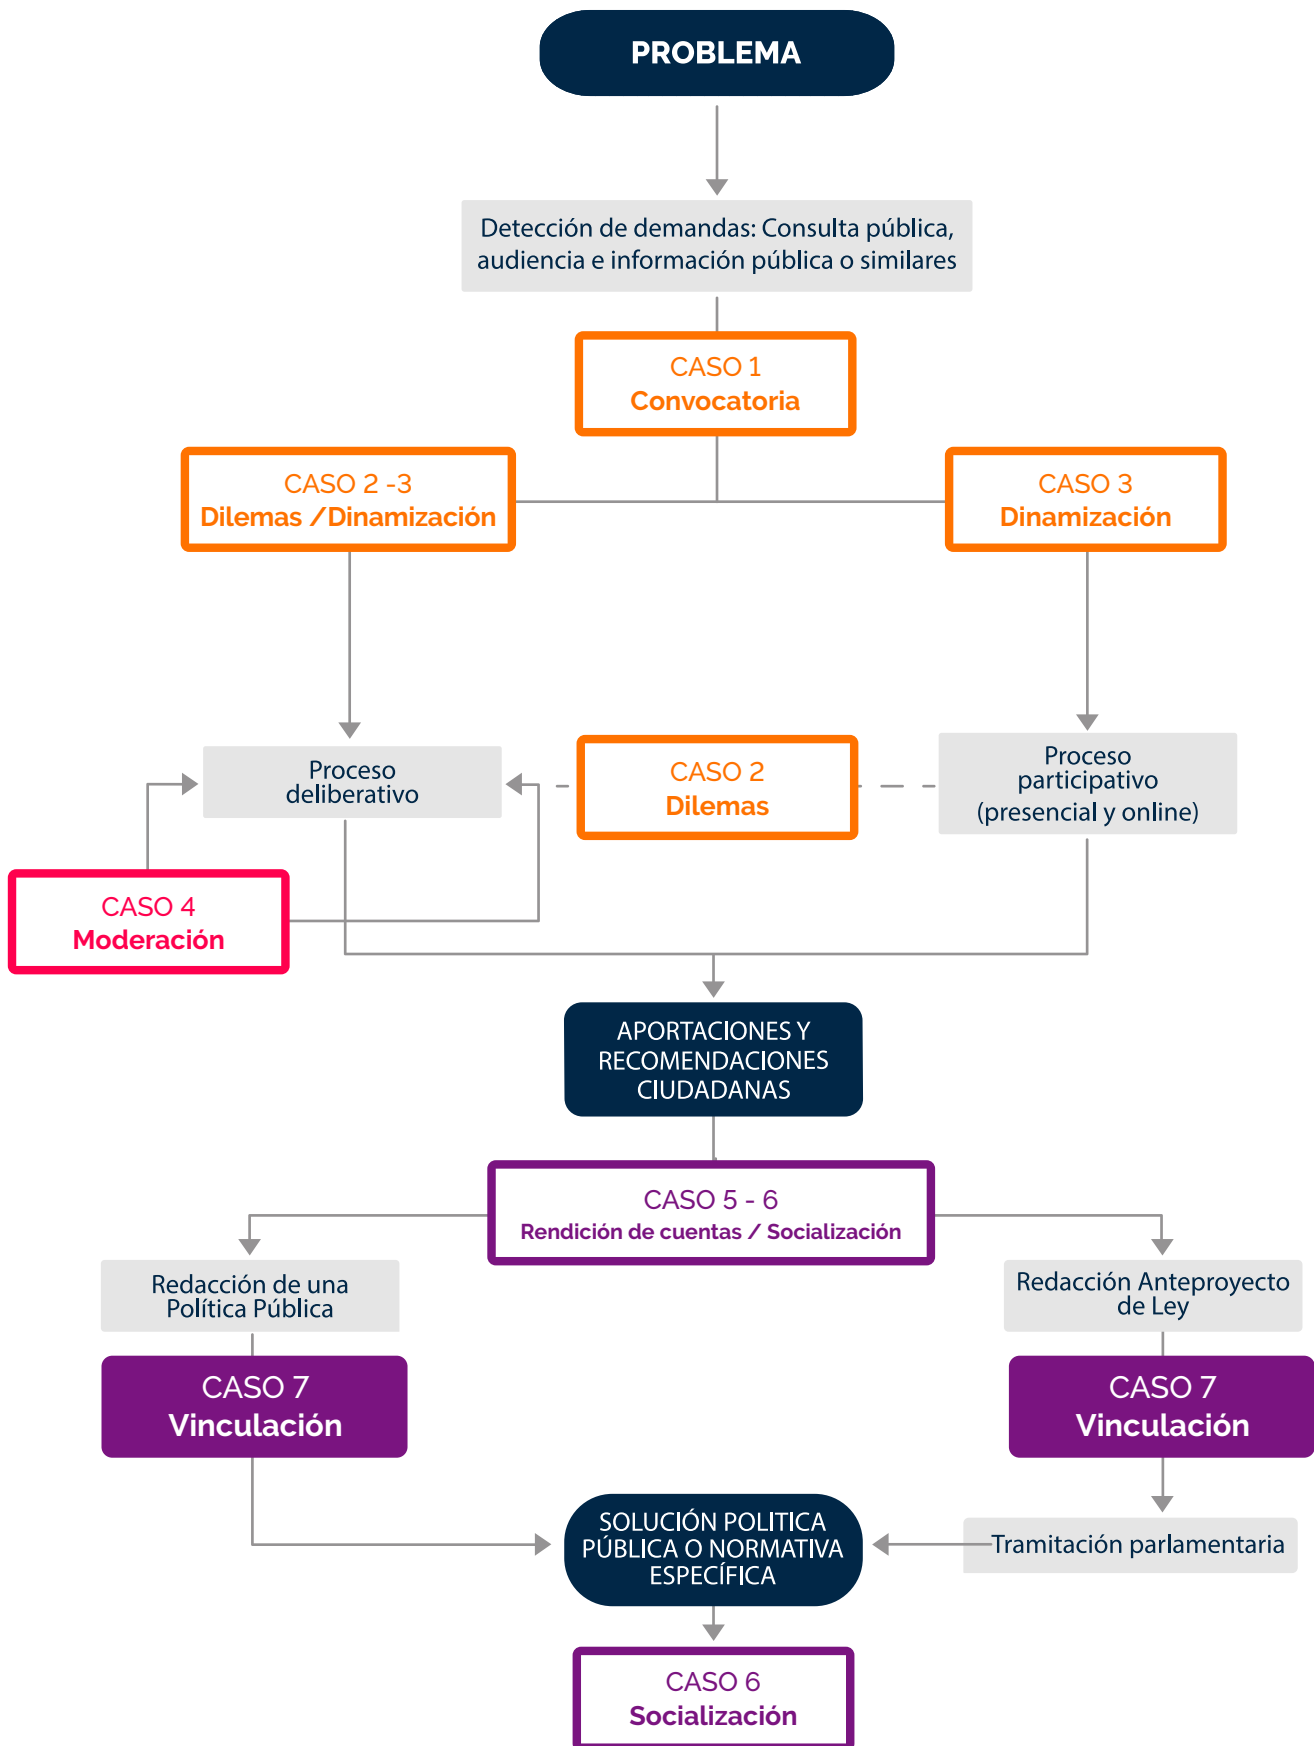 PROBLEMA
Detección de demandas: Consulta pública,
audiencia e información pública o similares
CASO 1
Convocatoria
CASO 2 -3
Dilemas /Dinamización
CASO 3
Dinamización
Proceso
deliberativo
CASO 2
Dilemas
Proceso
participativo
(presencial y online)
CASO 4
Moderación
APORTACIONES Y
RECOMENDACIONES
CIUDADANAS
CASO 5 - 6
Rendición de cuentas / Socialización
Redacción de una
Política Pública
Redacción Anteproyecto
de Ley
CASO 7
Vinculación
CASO 7
Vinculación
SOLUCIÓN POLITICA
PÚBLICA O NORMATIVA
ESPECÍFICA
Tramitación parlamentaria
CASO 6
Socialización